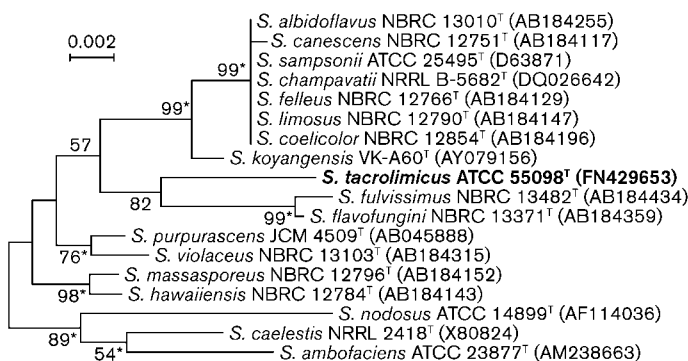 S. albidoflavus NBRC 13010ᵀ (AB184255)
0.002
S. canescens NBRC 12751ᵀ (AB184117)
S. sampsonii ATCC 25495ᵀ (D63871)
99*
S. champavatii NRRL B-5682ᵀ (DQ026642)
S. felleus NBRC 12766ᵀ (AB184129)
99*
S. limosus NBRC 12790ᵀ (AB184147)
S. coelicolor NBRC 12854ᵀ (AB184196)
57
S. koyangensis VK-A60ᵀ (AY079156)
S. tacrolimicus ATCC 55098ᵀ (FN429653)
82
S. fulvissimus NBRC 13482ᵀ (AB184434)
99*
S. flavofungini NBRC 13371ᵀ (AB184359)
S. purpurascens JCM 4509ᵀ (AB045888)
76*
S. violaceus NBRC 13103ᵀ (AB184315)
S. massasporeus NBRC 12796ᵀ (AB184152)
98*
S. hawaiiensis NBRC 12784ᵀ (AB184143)
S. nodosus ATCC 14899ᵀ (AF114036)
89*
S. caelestis NRRL 2418ᵀ (X80824)
54*
S. ambofaciens ATCC 23877ᵀ (AM238663)